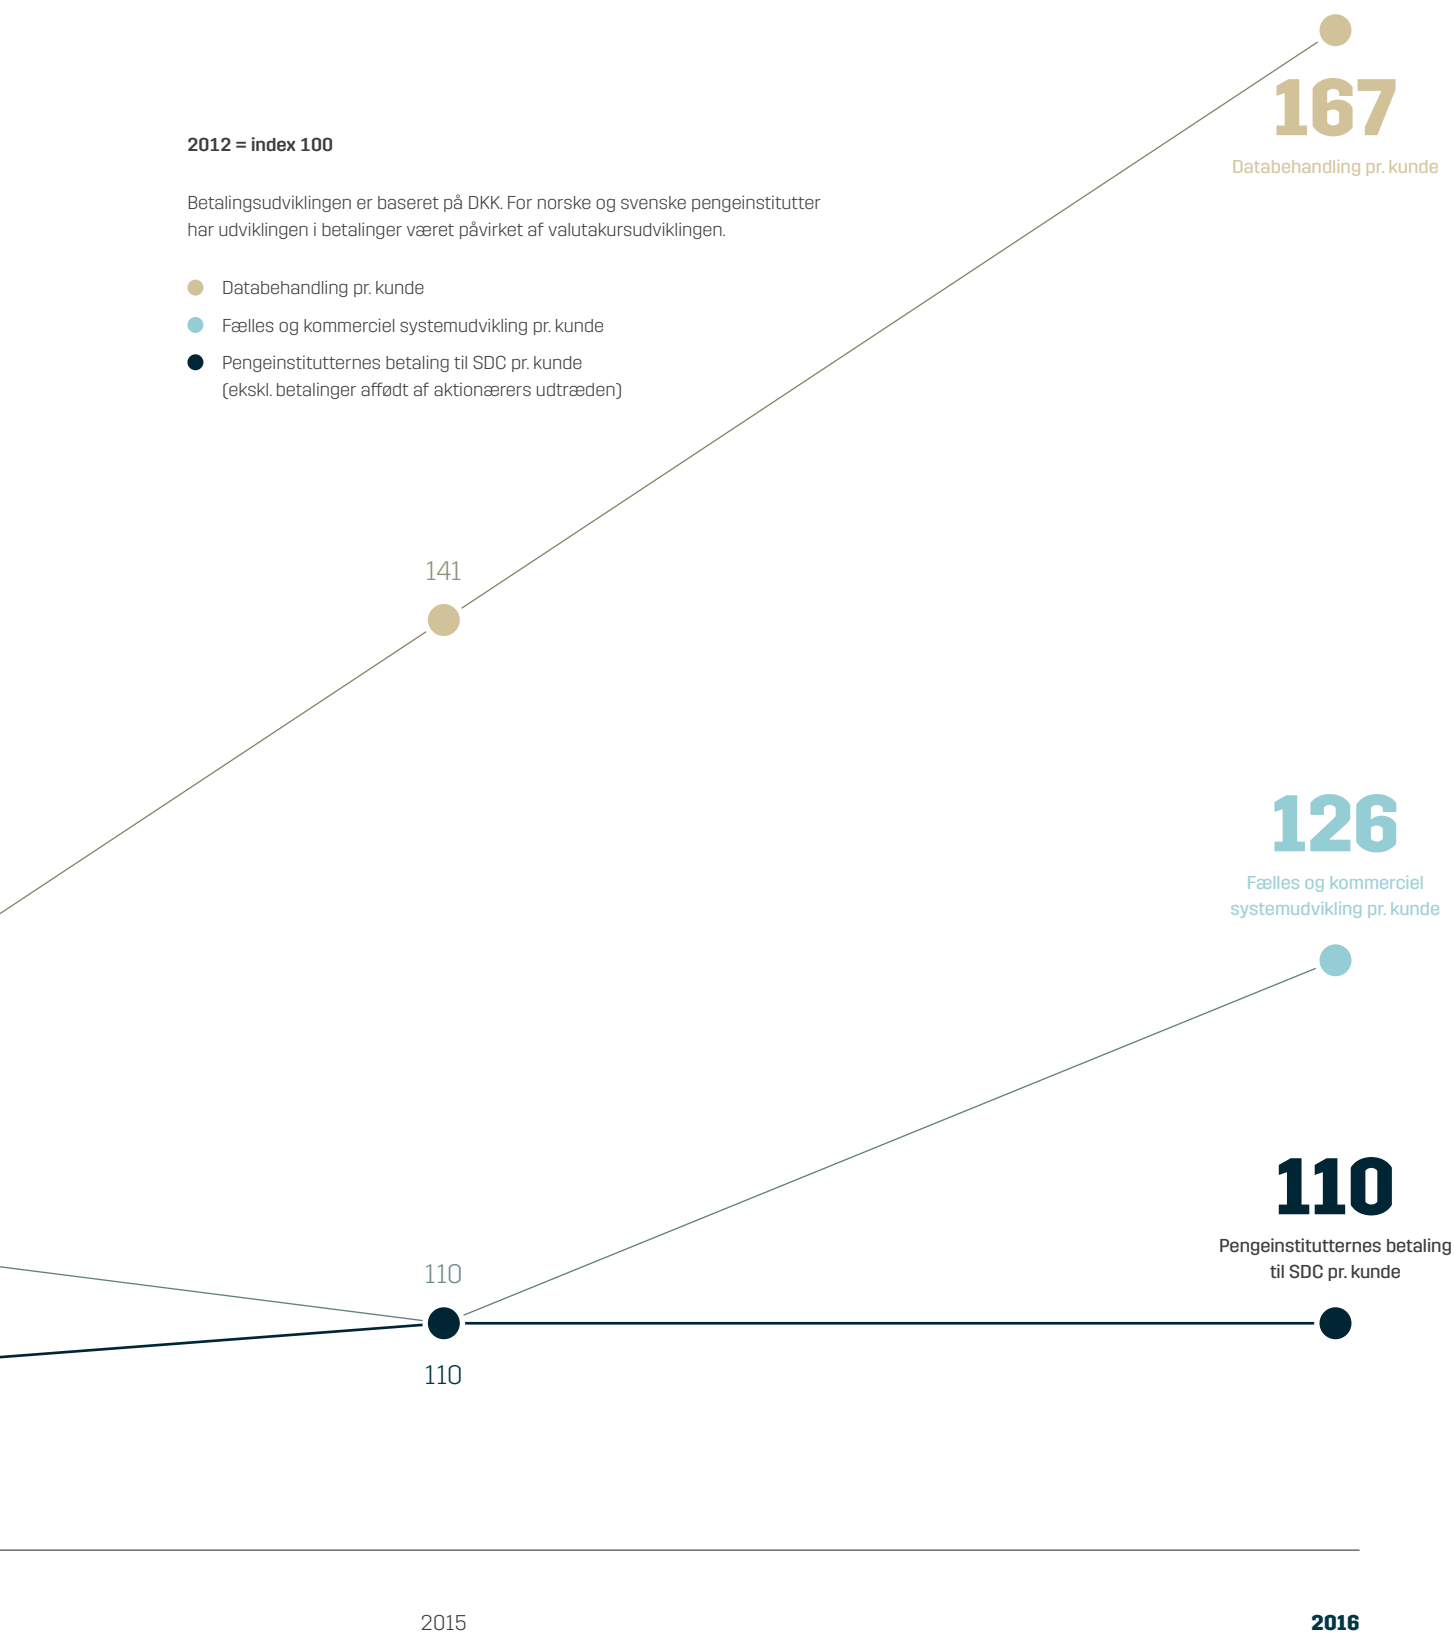 167
Databehandling pr. kunde
2012 = index 100
Betalingsudviklingen er baseret på DKK. For norske og svenske pengeinstitutter
har udviklingen i betalinger været påvirket af valutakursudviklingen.
Databehandling pr. kunde
Fælles og kommerciel systemudvikling pr. kunde
Pengeinstitutternes betaling til SDC pr. kunde
(ekskl. betalinger affødt af aktionærers udtræden)
141
126
Fælles og kommerciel
systemudvikling pr. kunde
110
Pengeinstitutternes betaling
til SDC pr. kunde
110
110
2015
2016